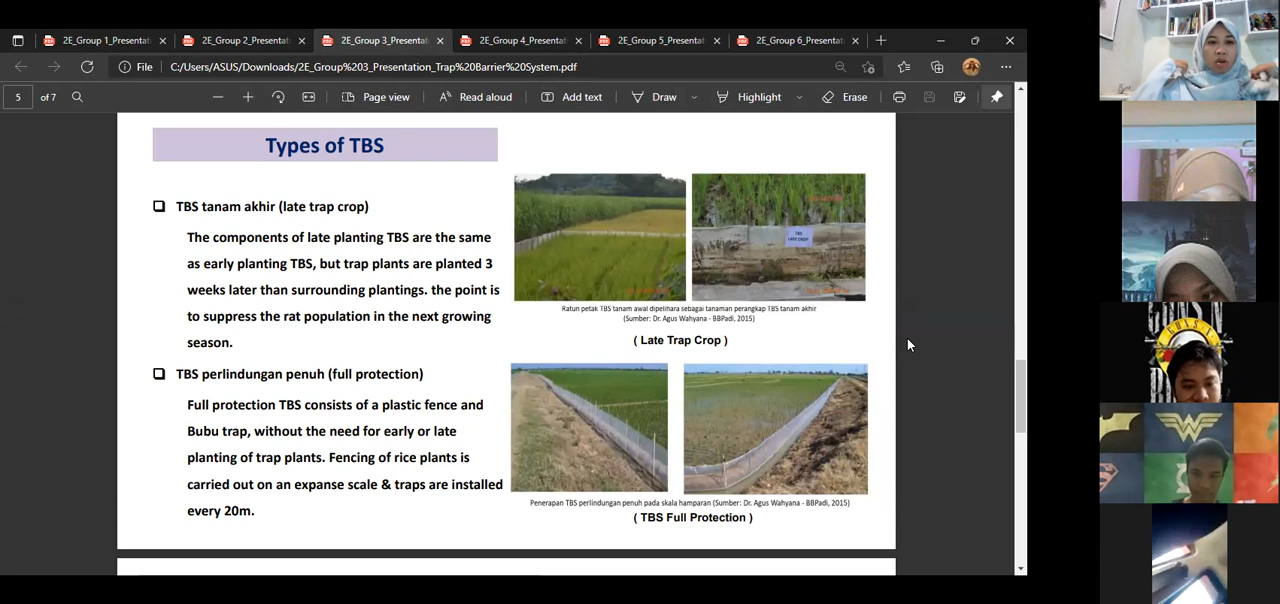 2E_Group 1_Presentat
2E_Group 2_Presentat
2E_Group 3_Presentat
2E_Group 4_Presentat
2E_Group 5_Presentat
2E_Group 6_Presentat
File
C:/Users/ASUS/Downloads/2E_Group%203_Presentation_Trap%20Barrier%20System.pdf
5 of 7
Page view
Read aloud
Add text
Draw
Highlight
Erase
Types of TBS
TBS tanam akhir (late trap crop)
The components of late planting TBS are the same
as early planting TBS, but trap plants are planted 3
weeks later than surrounding plantings. the point is
to suppress the rat population in the next growing
season.
TBS
LATE CROP
Ratun petak TBS tanam awal dipelihara sebagai tanaman perangkap TBS tanam akhir
(Sumber: Dr. Agus Wahyana - BBPadi, 2015)
( Late Trap Crop )
TBS perlindungan penuh (full protection)
Full protection TBS consists of a plastic fence and
Bubu trap, without the need for early or late
planting of trap plants. Fencing of rice plants is
carried out on an expanse scale & traps are installed
every 20m.
Penerapan TBS perlindungan penuh pada skala hamparan (Sumber: Dr. Agus Wahyana - BBPadi, 2015)
( TBS Full Protection )